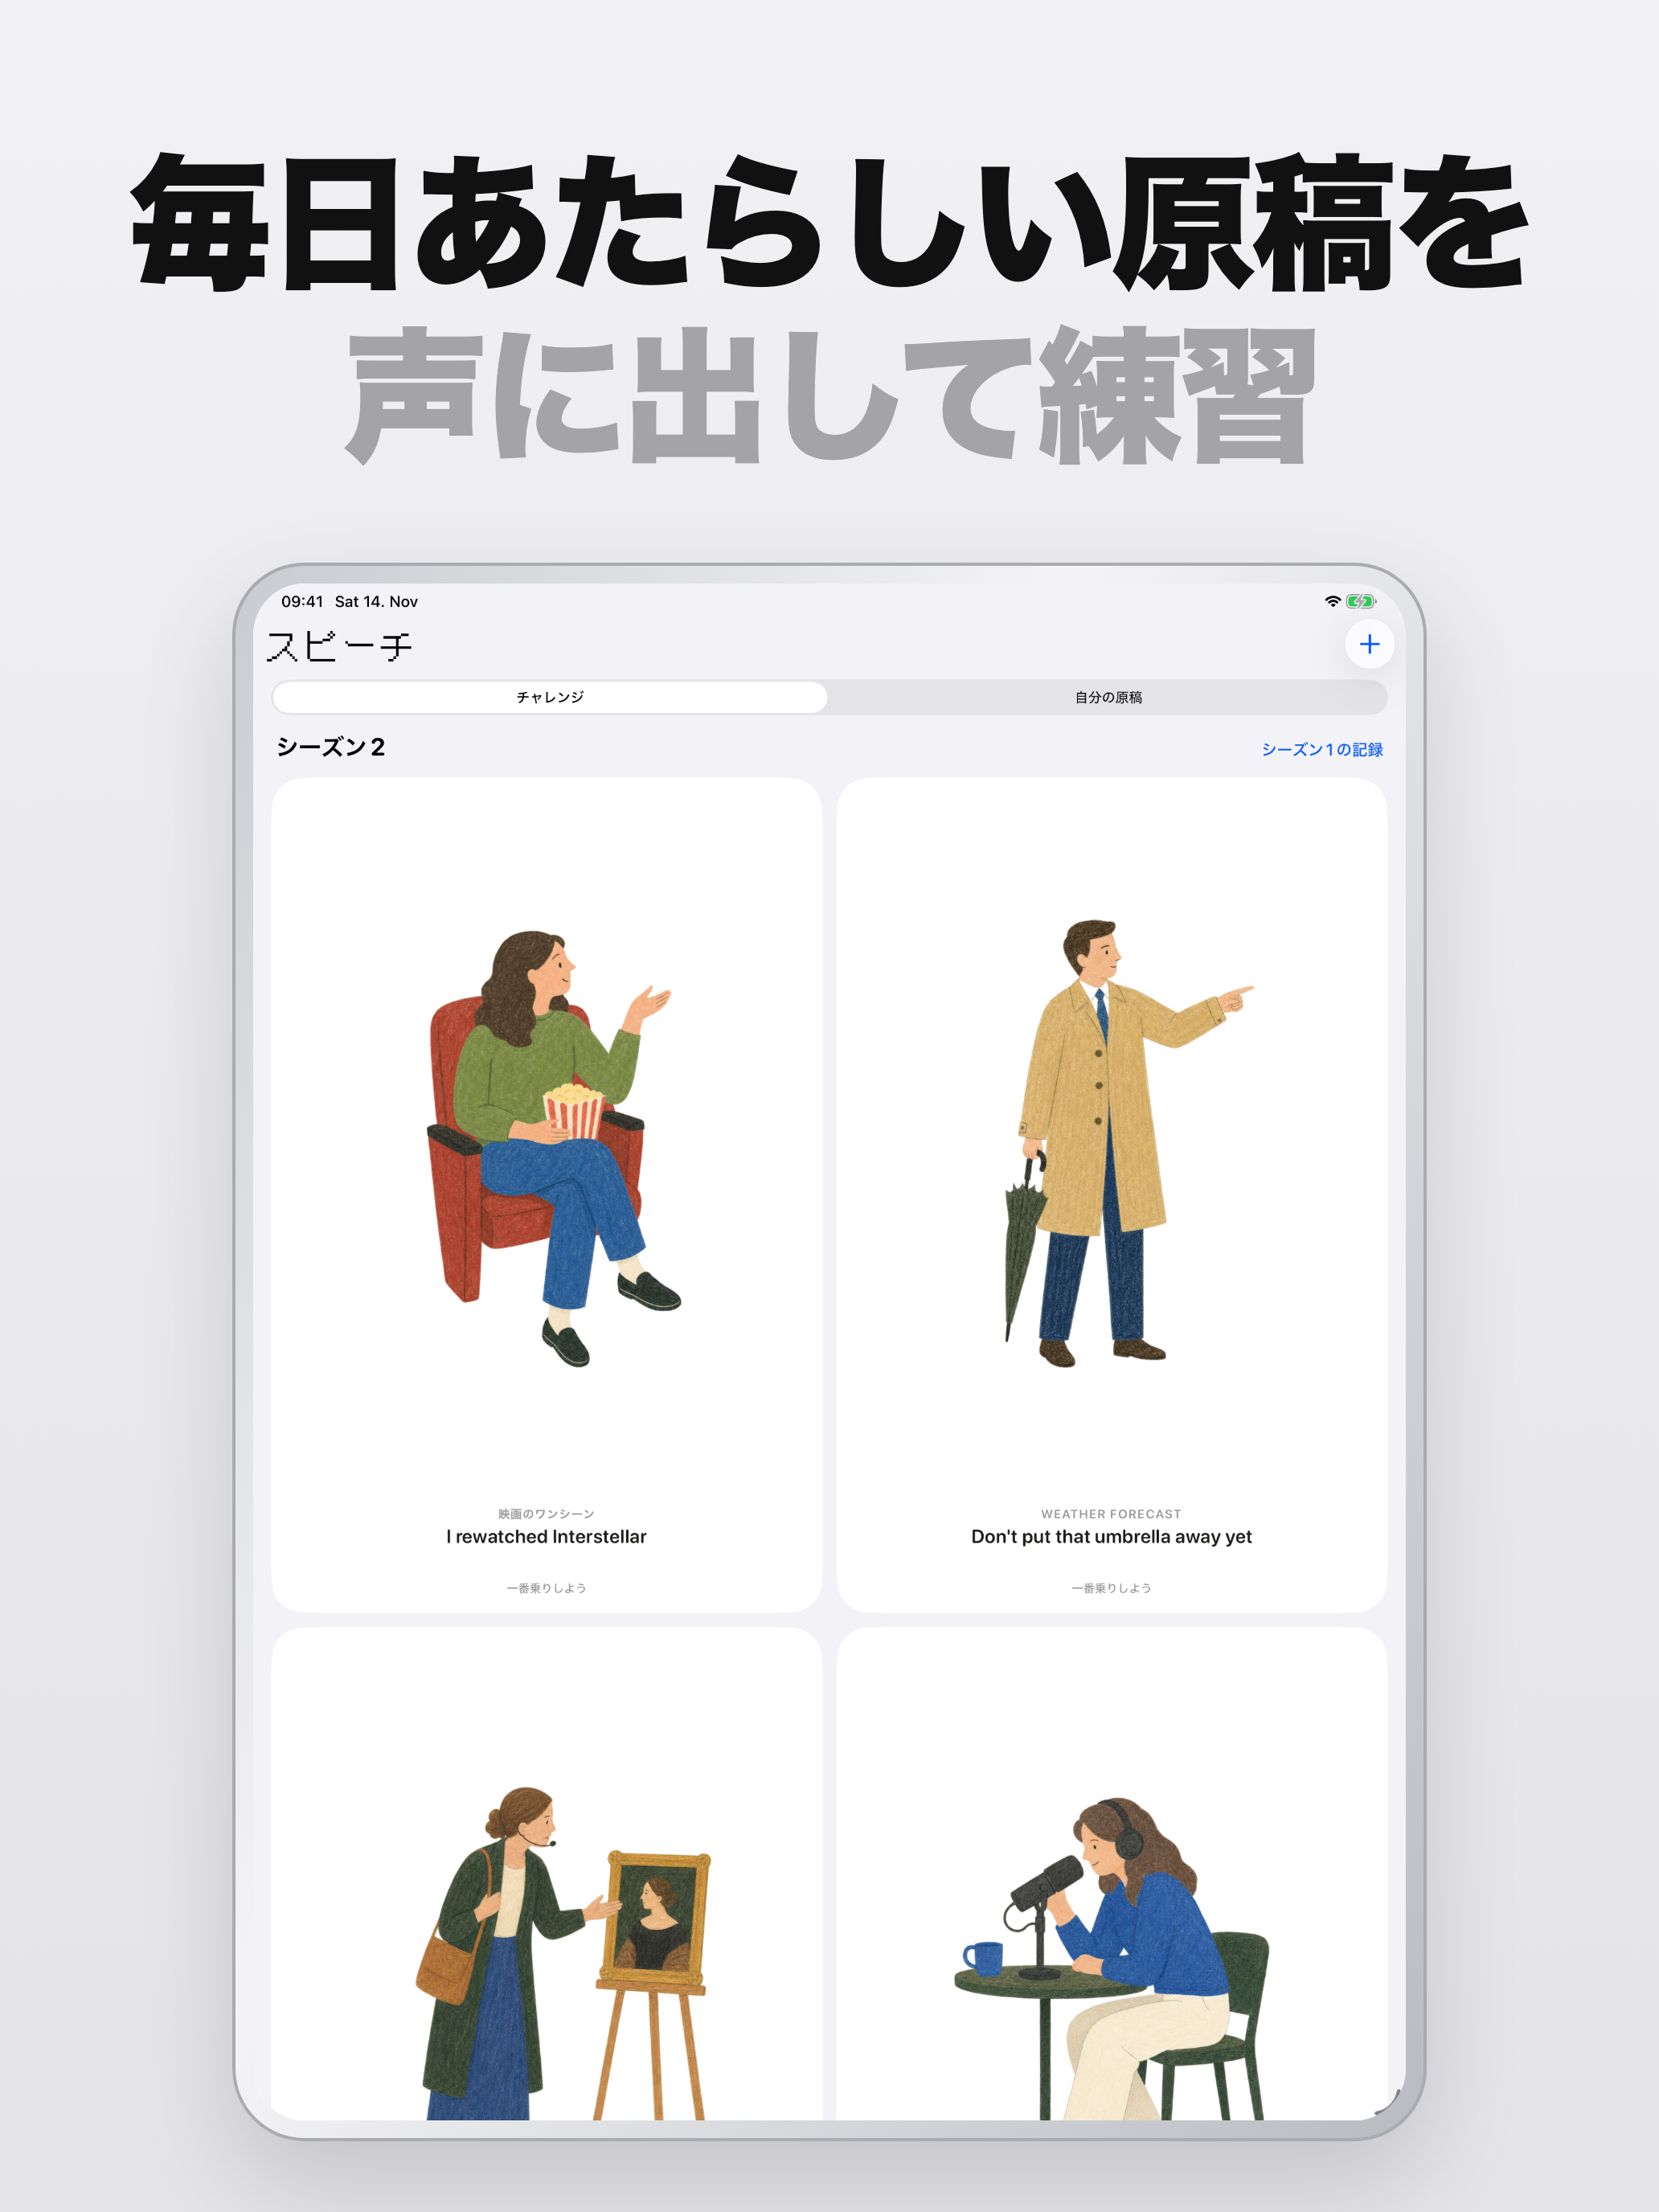 毎日あたらしい原稿を
声に出して練習
09:41 Sat 14. Nov
スピーチ
チャレンジ
自分の原稿
シーズン2
シーズン1の記録
映画のワンシーン
I rewatched Interstellar
一番乗りしよう
WEATHER FORECAST
Don't put that umbrella away yet
一番乗りしよう